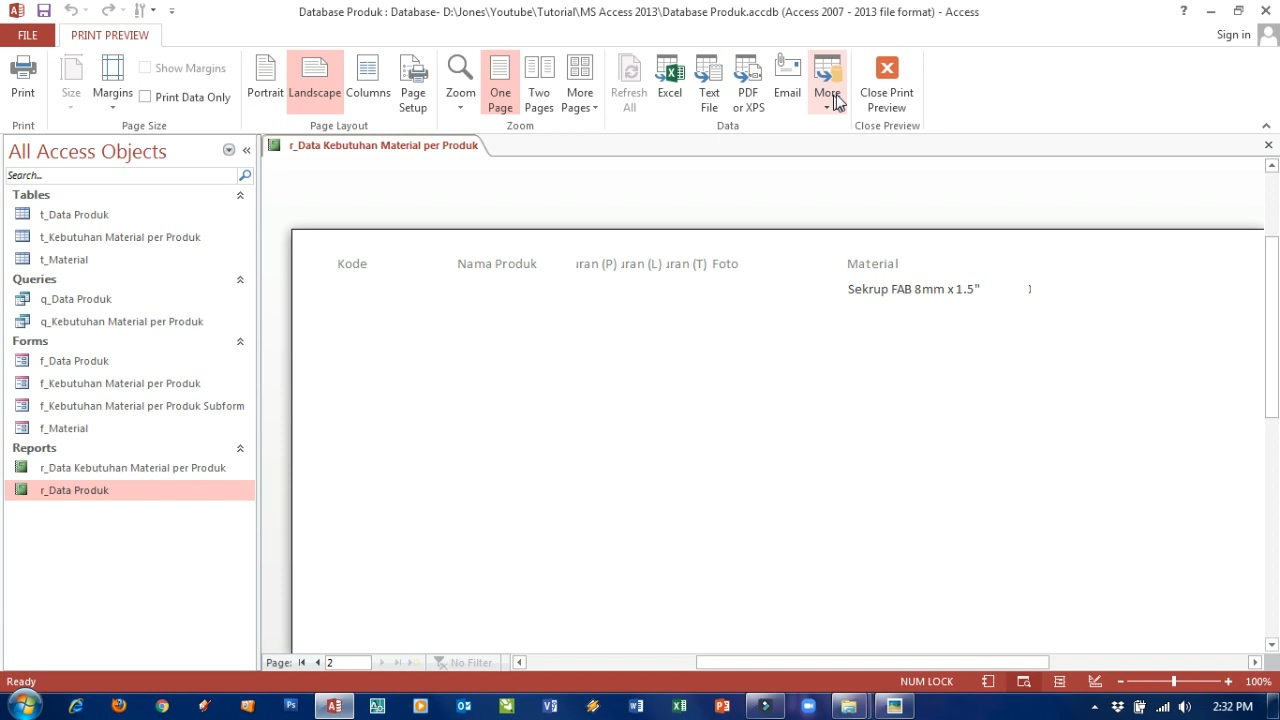 Database Produk : Database- D:\Jenes\Youtube\Tutorial\MS Access 2013\Database Produk.accdb (Access 2007 - 2013 file format) - Access
?
FILE
PRINT PREVIEW
Sign in
Print
Size
Margins
Show Margins
Print Data Only
Portrait
Landscape
Columns
Page Setup
Zoom
One Page
Two Pages
More Pages
Refresh All
Excel
Text File
PDF or XPS
Email
More
Close Print Preview
Print
Page Size
Page Layout
Zoom
Data
Close Preview
All Access Objects
Search...
Tables
t_Data Produk
t_Kebutuhan Material per Produk
t_Material
Queries
q_Data Produk
q_Kebutuhan Material per Produk
Forms
f_Data Produk
f_Kebutuhan Material per Produk
f_Kebutuhan Material per Produk Subform
f_Material
Reports
r_Data Kebutuhan Material per Produk
r_Data Produk
r_Data Kebutuhan Material per Produk
Kode Nama Produk ıran (P) ıran (L) ıran (T) Foto Material
Sekrup FAB 8mm x 1.5"
Page: 2 No Filter
Ready
NUM LOCK
100%
2:32 PM